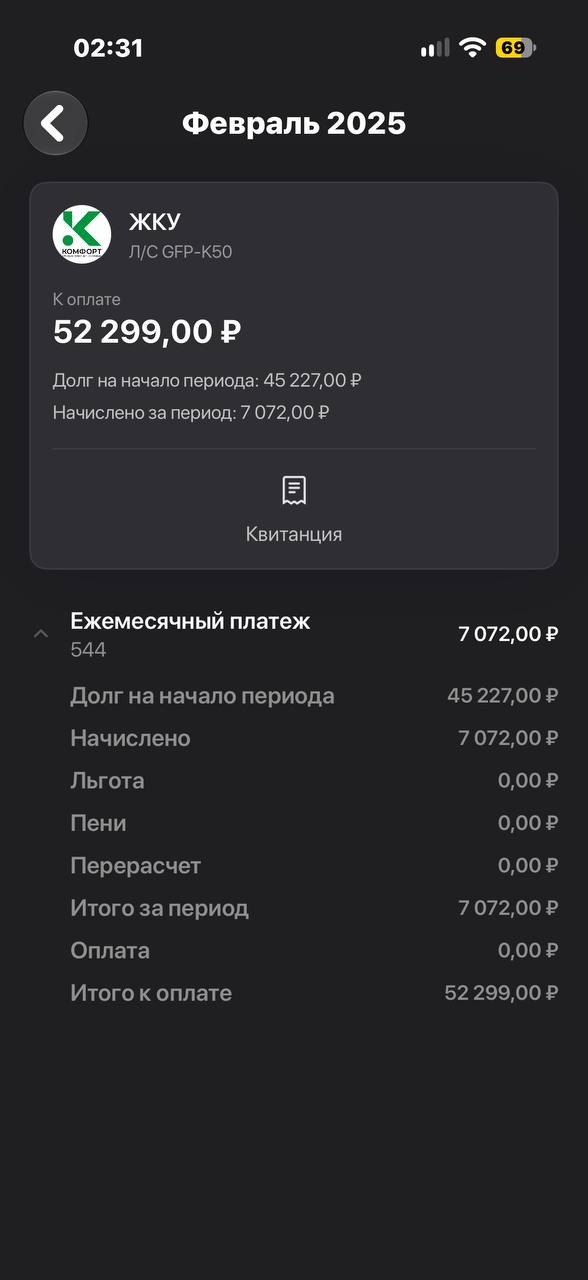 02:31
69
Февраль 2025
КОМФОРТ
ЖКУ
Л/С GFP-K50
К оплате
52 299,00 ₽
Долг на начало периода: 45 227,00 ₽
Начислено за период: 7 072,00 ₽
Квитанция
Ежемесячный платеж 7 072,00 ₽
544
Долг на начало периода 45 227,00 ₽
Начислено 7 072,00 ₽
Льгота 0,00 ₽
Пени 0,00 ₽
Перерасчет 0,00 ₽
Итого за период 7 072,00 ₽
Оплата 0,00 ₽
Итого к оплате 52 299,00 ₽